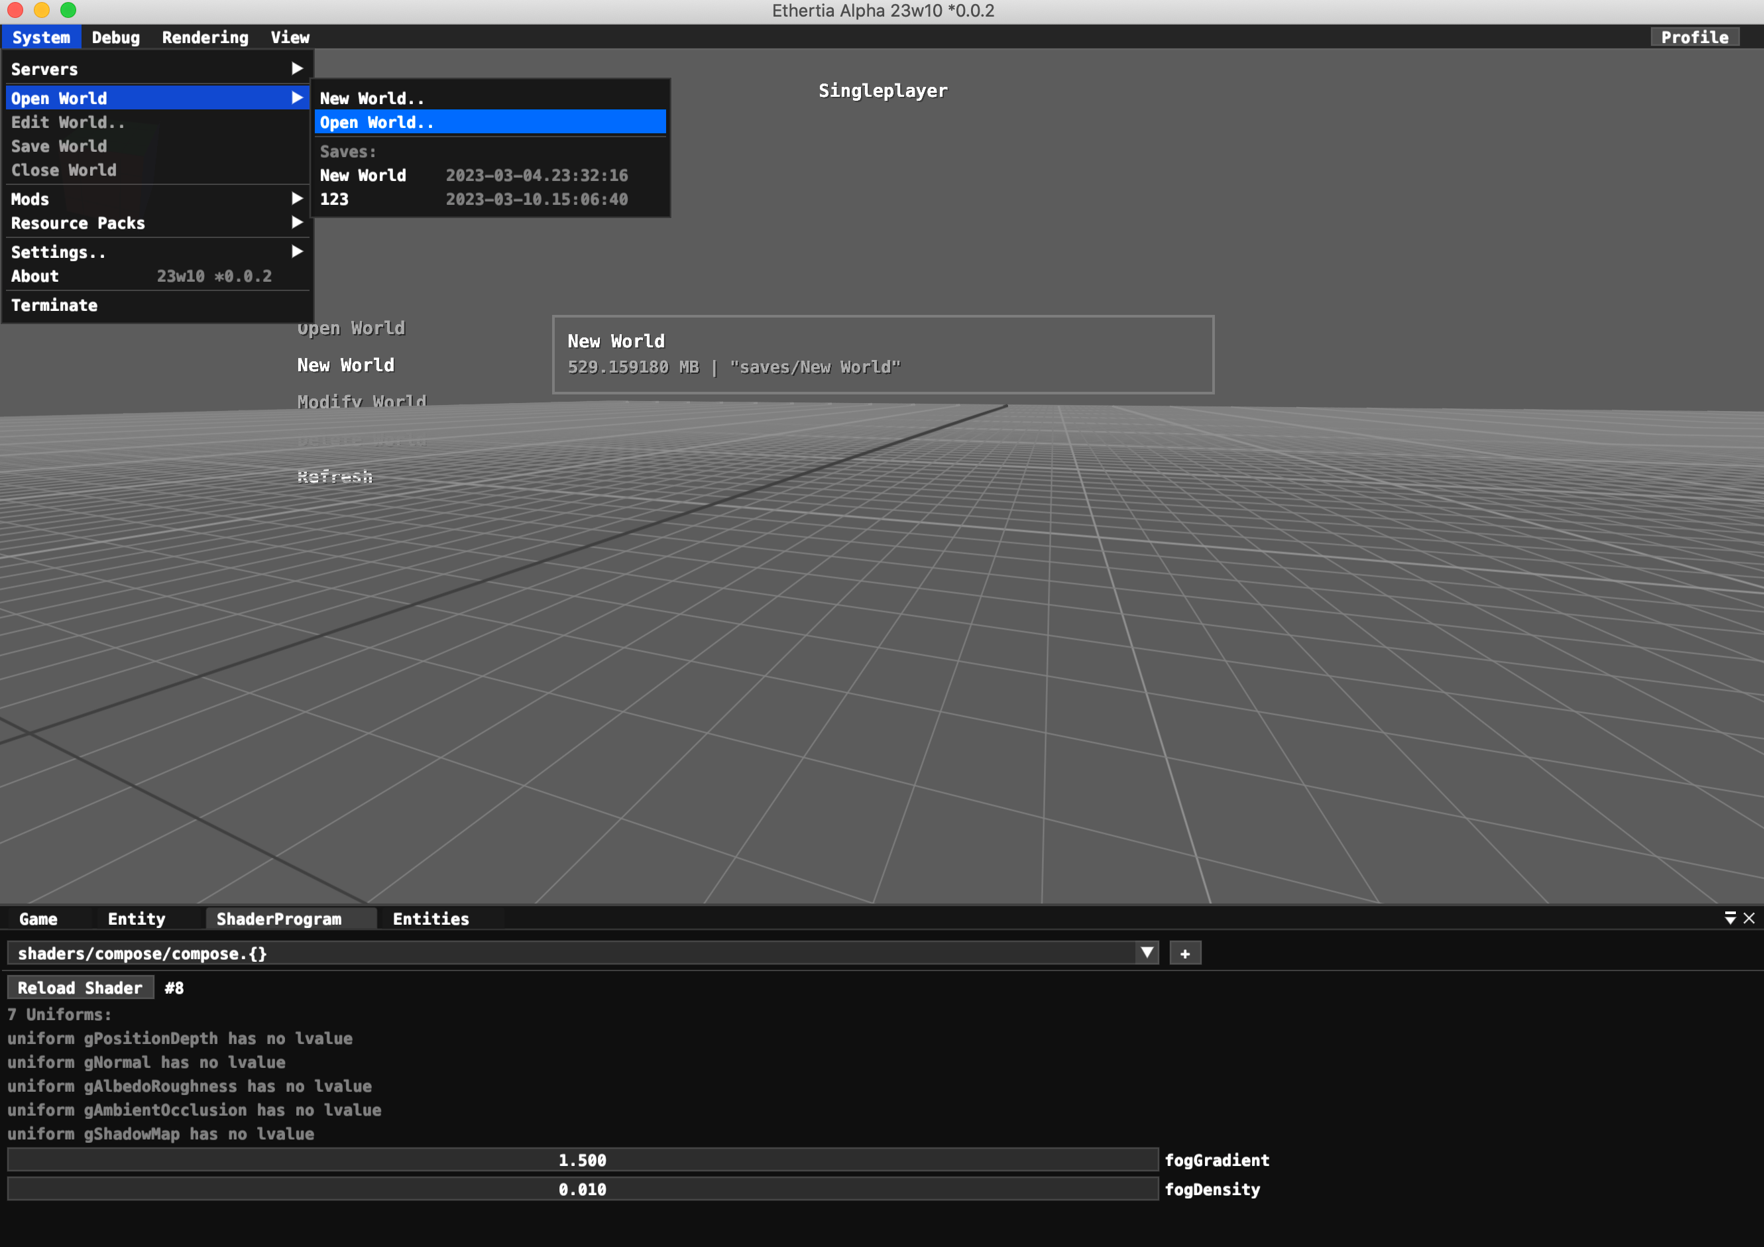 Ethertia Alpha 23w10 *0.0.2
System Debug Rendering View Profile
Servers
Open World
Edit World..
Save World
Close World
Mods
Resource Packs
Settings..
About 23w10 *0.0.2
Terminate
New World..
Open World..
Saves:
New World 2023-03-04.23:32:16
123 2023-03-10.15:06:40
Singleplayer
Open World
New World
Modify World
Refresh
New World
529.159180 MB | "saves/New World"
Game Entity ShaderProgram Entities
shaders/compose/compose.{}
+
Reload Shader #8
7 Uniforms:
uniform gPositionDepth has no lvalue
uniform gNormal has no lvalue
uniform gAlbedoRoughness has no lvalue
uniform gAmbientOcclusion has no lvalue
uniform gShadowMap has no lvalue
1.500 fogGradient
0.010 fogDensity